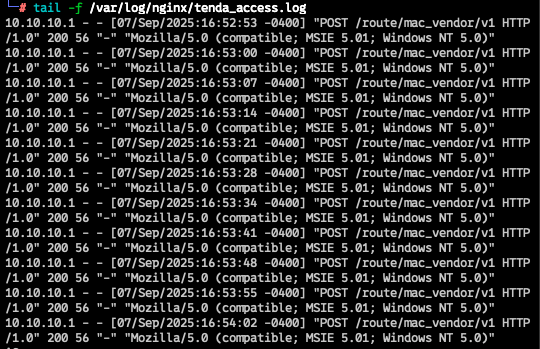 └─# tail -f /var/log/nginx/tenda_access.log
10.10.10.1 - - [07/Sep/2025:16:52:53 -0400] "POST /route/mac_vendor/v1 HTTP
/1.0" 200 56 "-" "Mozilla/5.0 (compatible; MSIE 5.01; Windows NT 5.0)"
10.10.10.1 - - [07/Sep/2025:16:53:00 -0400] "POST /route/mac_vendor/v1 HTTP
/1.0" 200 56 "-" "Mozilla/5.0 (compatible; MSIE 5.01; Windows NT 5.0)"
10.10.10.1 - - [07/Sep/2025:16:53:07 -0400] "POST /route/mac_vendor/v1 HTTP
/1.0" 200 56 "-" "Mozilla/5.0 (compatible; MSIE 5.01; Windows NT 5.0)"
10.10.10.1 - - [07/Sep/2025:16:53:14 -0400] "POST /route/mac_vendor/v1 HTTP
/1.0" 200 56 "-" "Mozilla/5.0 (compatible; MSIE 5.01; Windows NT 5.0)"
10.10.10.1 - - [07/Sep/2025:16:53:21 -0400] "POST /route/mac_vendor/v1 HTTP
/1.0" 200 56 "-" "Mozilla/5.0 (compatible; MSIE 5.01; Windows NT 5.0)"
10.10.10.1 - - [07/Sep/2025:16:53:28 -0400] "POST /route/mac_vendor/v1 HTTP
/1.0" 200 56 "-" "Mozilla/5.0 (compatible; MSIE 5.01; Windows NT 5.0)"
10.10.10.1 - - [07/Sep/2025:16:53:34 -0400] "POST /route/mac_vendor/v1 HTTP
/1.0" 200 56 "-" "Mozilla/5.0 (compatible; MSIE 5.01; Windows NT 5.0)"
10.10.10.1 - - [07/Sep/2025:16:53:41 -0400] "POST /route/mac_vendor/v1 HTTP
/1.0" 200 56 "-" "Mozilla/5.0 (compatible; MSIE 5.01; Windows NT 5.0)"
10.10.10.1 - - [07/Sep/2025:16:53:48 -0400] "POST /route/mac_vendor/v1 HTTP
/1.0" 200 56 "-" "Mozilla/5.0 (compatible; MSIE 5.01; Windows NT 5.0)"
10.10.10.1 - - [07/Sep/2025:16:53:55 -0400] "POST /route/mac_vendor/v1 HTTP
/1.0" 200 56 "-" "Mozilla/5.0 (compatible; MSIE 5.01; Windows NT 5.0)"
10.10.10.1 - - [07/Sep/2025:16:54:02 -0400] "POST /route/mac_vendor/v1 HTTP
/1.0" 200 56 "-" "Mozilla/5.0 (compatible; MSIE 5.01; Windows NT 5.0)"